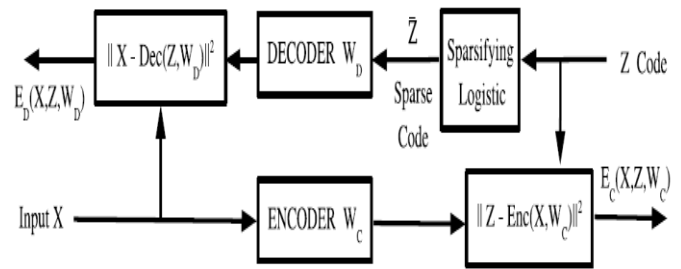 ‖ X - Dec(Z,W_D)‖²
DECODER W_D
Z̄
Sparse
Code
Sparsifying
Logistic
Z Code
E_D(X,Z,W_D)
Input X
ENCODER W_C
‖ Z - Enc(X,W_C)‖²
E_C(X,Z,W_C)